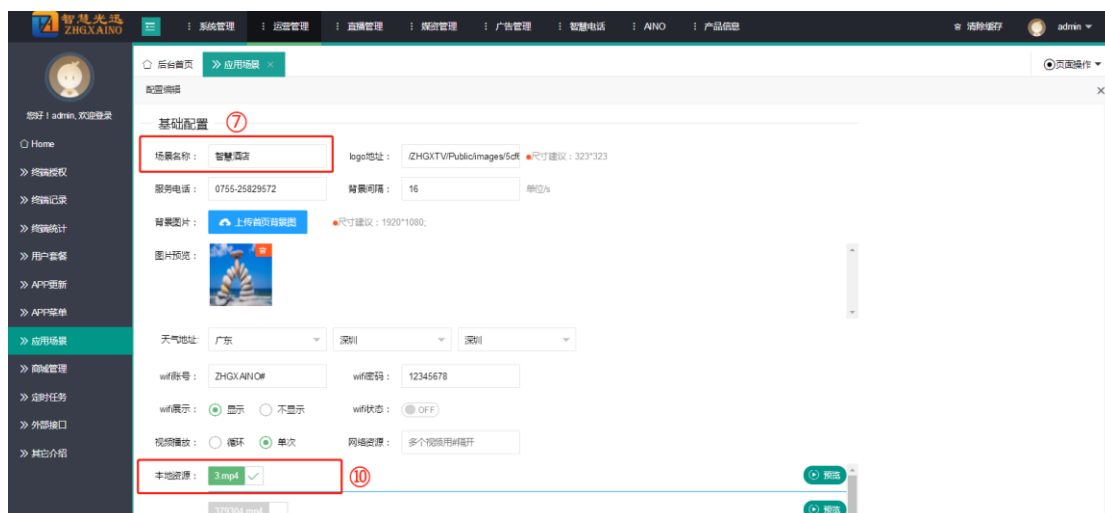 智慧光迅
ZHGXAINO
系统管理
运营管理
直播管理
媒资管理
广告管理
智慧电话
AINO
产品信息
清除缓存
admin
后台首页
应用场景
页面操作
配置编辑
您好！admin, 欢迎登录
Home
终端授权
终端记录
终端统计
用户套餐
APP更新
APP菜单
应用场景
商城管理
定时任务
外部接口
其它介绍
基础配置 ⑦
场景名称： 智慧酒店 logo地址： /ZHGXTV/Public/images/5cf6 尺寸建议：323*323
服务电话： 0755-25829572 背景间隔： 16 单位/s
背景图片： 上传首页背景图 尺寸建议：1920*1080;
图片预览：
天气地址: 广东 深圳 深圳
wifi账号： ZHGXAINO# wifi密码： 12345678
wifi展示： 显示 不显示 wifi状态： OFF
视频播放： 循环 单次 网络资源： 多个视频用#隔开
本地资源： 3.mp4 ⑩ 预览
379304.mp4 预览